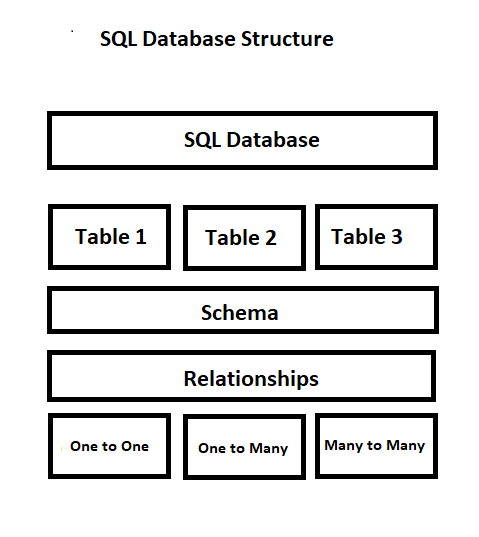 SQL Database Structure
SQL Database
Table 1
Table 2
Table 3
Schema
Relationships
One to One
One to Many
Many to Many